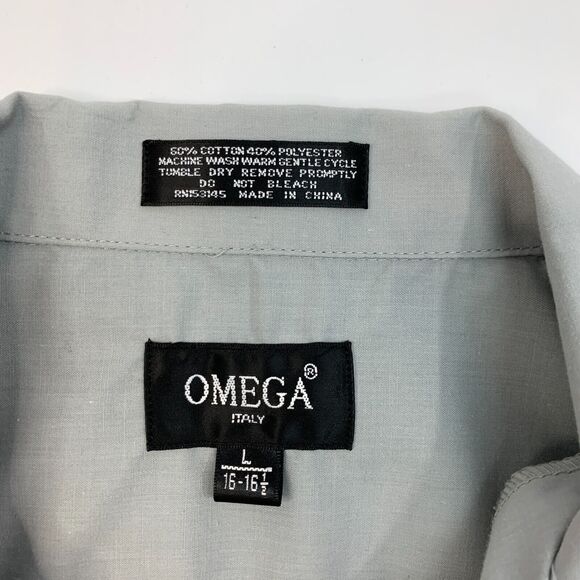 60% COTTON 40% POLYESTER
MACHINE WASH WARM GENTLE CYCLE
TUMBLE DRY REMOVE PROMPTLY
DO NOT BLEACH
RN153145 MADE IN CHINA
OMEGA®
ITALY
L
16-16½